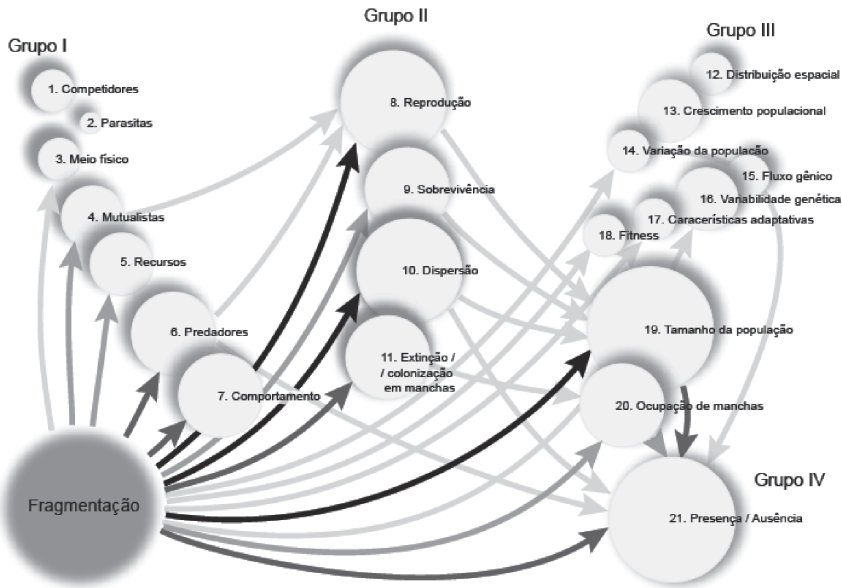 Grupo I
Grupo II
Grupo III
1. Competidores
2. Parasitas
3. Meio físico
4. Mutualistas
5. Recursos
6. Predadores
7. Comportamento
8. Reprodução
9. Sobrevivência
10. Dispersão
11. Extinção /
/ colonização
em manchas
12. Distribuição espacial
13. Crescimento populacional
14. Variação da população
15. Fluxo gênico
16. Variabilidade genética
17. Caracerísticas adaptativas
18. Fitness
19. Tamanho da população
20. Ocupação de manchas
Grupo IV
21. Presença / Ausência
Fragmentação